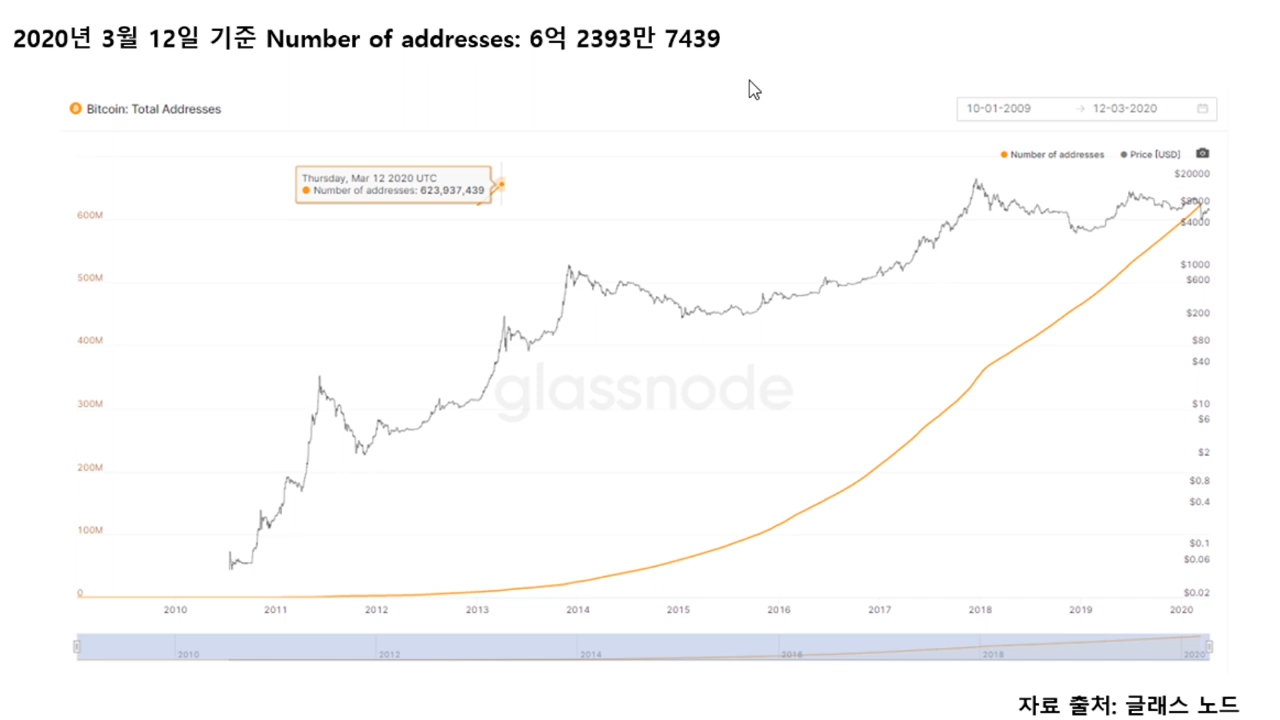 2020년 3월 12일 기준 Number of addresses: 6억 2393만 7439
Bitcoin: Total Addresses
10-01-2009 → 12-03-2020
Number of addresses Price [USD]
Thursday, Mar 12 2020 UTC
Number of addresses: 623,937,439
600M
500M
400M
300M
200M
100M
0
$20000
$8000
$4000
$1000
$600
$200
$80
$40
$10
$6
$2
$0.8
$0.4
$0.1
$0.06
$0.02
glassnode
2010 2011 2012 2013 2014 2015 2016 2017 2018 2019 2020
2010 2012 2014 2016 2018 2020
자료 출처: 글래스 노드